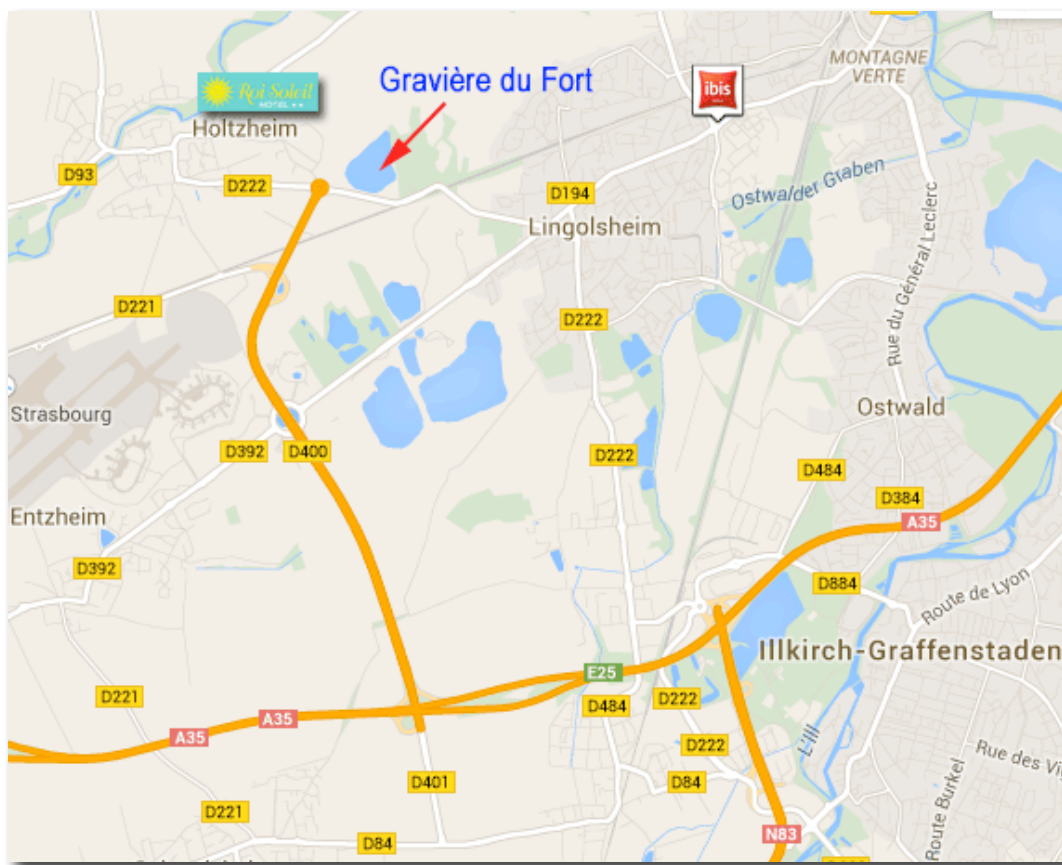 MONTAGNE
VERTE
Gravière du Fort
ibis
Roi Soleil
HOTEL
Holtzheim
D93
D222
D194
Ostwalder Graben
Lingolsheim
Rue du Général Leclerc
D221
D222
Strasbourg
Ostwald
D392
D400
D222
D484
D384
Entzheim
A35
D392
D884
Route de Lyon
Illkirch-Graffenstaden
E25
D221
D222
D484
A35
A35
D222
L'Ill
Rue des
D401
D84
D221
Route Burkel
D84
N83